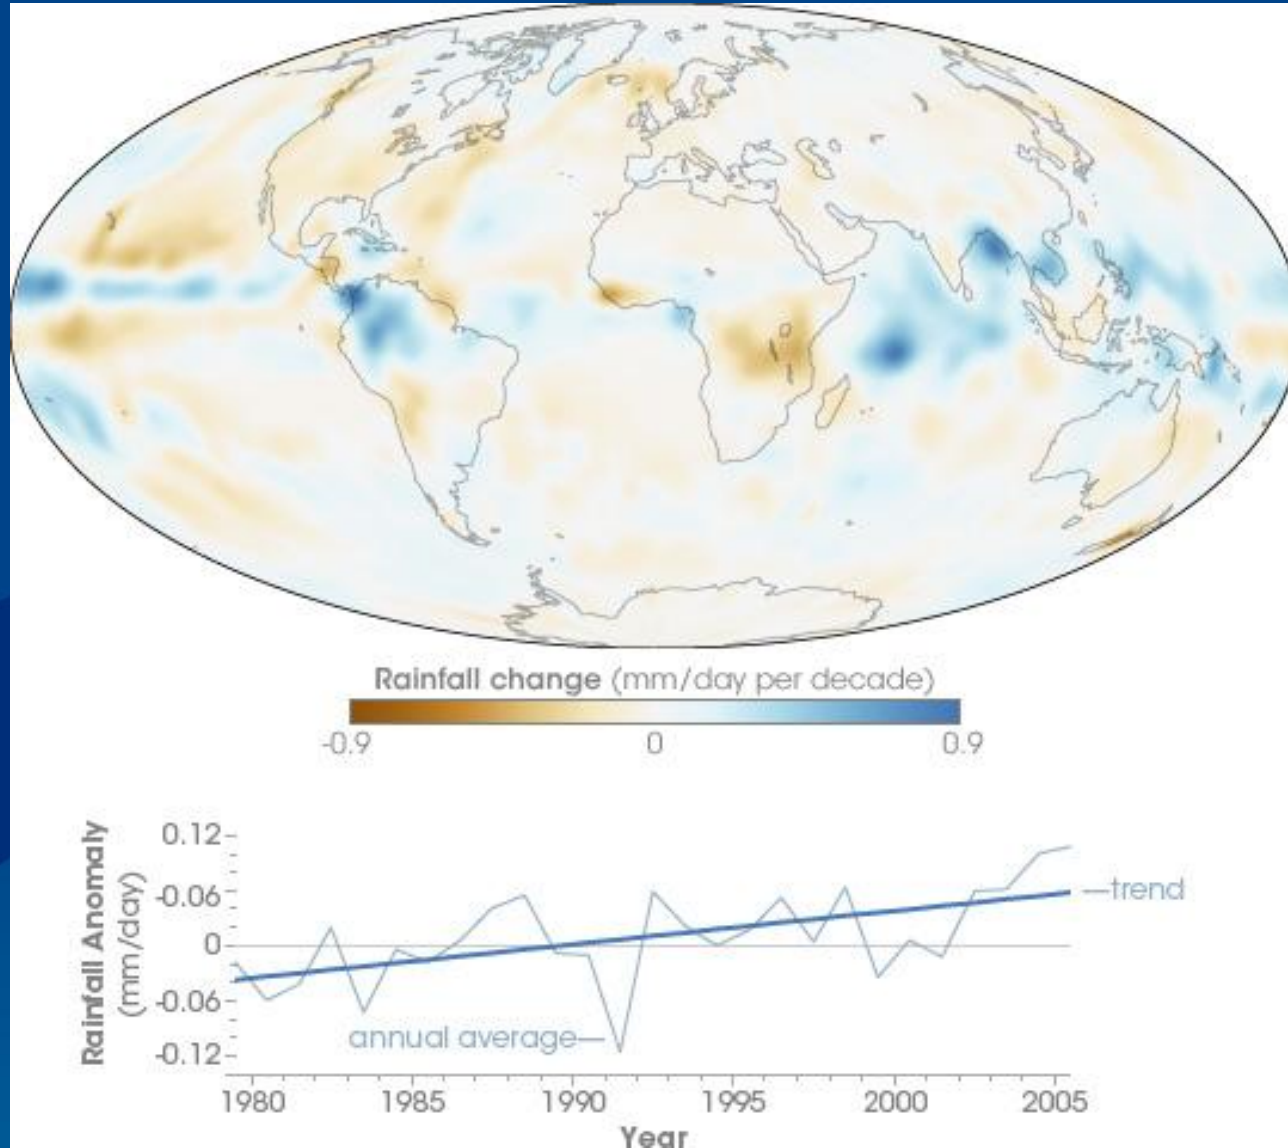 Rainfall change (mm/day per decade)
-0.9 0 0.9
Rainfall Anomaly
(mm/day)
0.12
-0.06
0
-0.06
-0.12
trend
annual average
1980 1985 1990 1995 2000 2005
Year